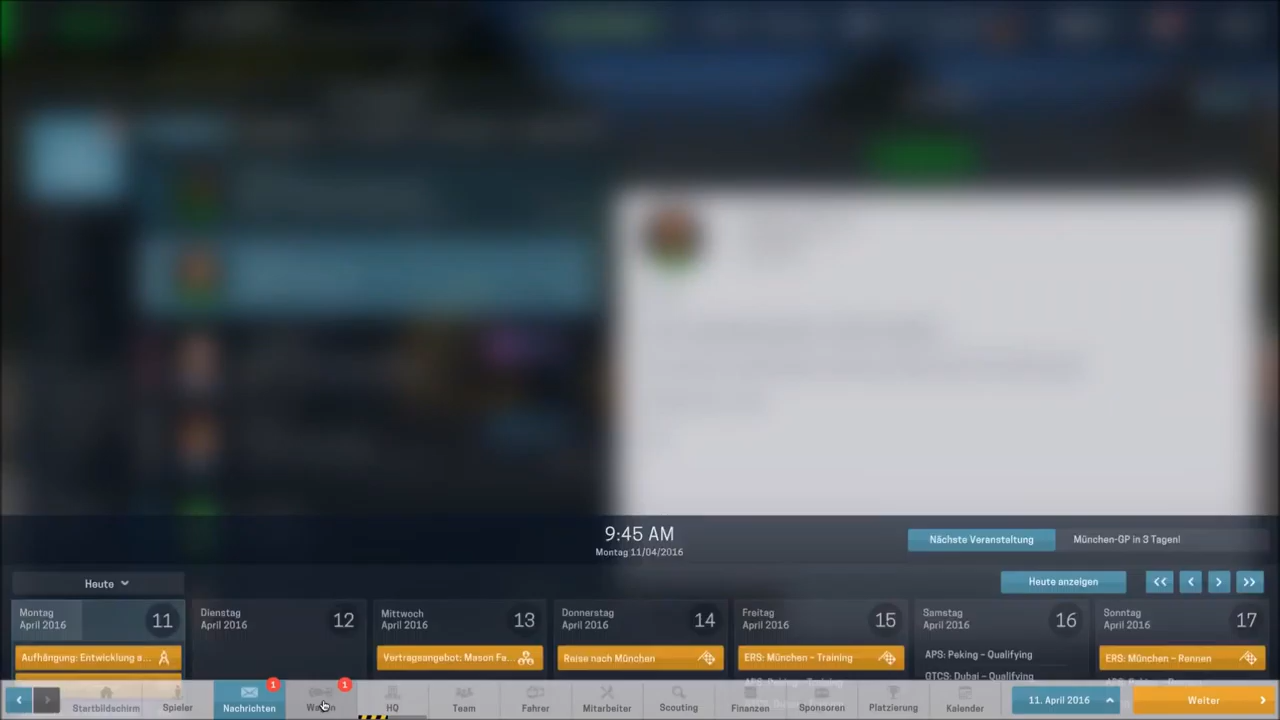 9:45 AM
Montag 11/04/2016
Nächste Veranstaltung
München-GP in 3 Tagen!
Heute
Heute anzeigen
Montag
April 2016
11
Dienstag
April 2016
12
Mittwoch
April 2016
13
Donnerstag
April 2016
14
Freitag
April 2016
15
Samstag
April 2016
16
Sonntag
April 2016
17
Aufhängung: Entwicklung a...
Vertragsangebot: Mason Fa...
Reise nach München
ERS: München – Training
APS: Peking – Qualifying
GTCS: Dubai – Qualifying
ERS: München – Rennen
1
1
Startbildschirm
Spieler
Nachrichten
HQ
Team
Fahrer
Mitarbeiter
Scouting
Finanzen
Sponsoren
Platzierung
Kalender
11. April 2016
Weiter